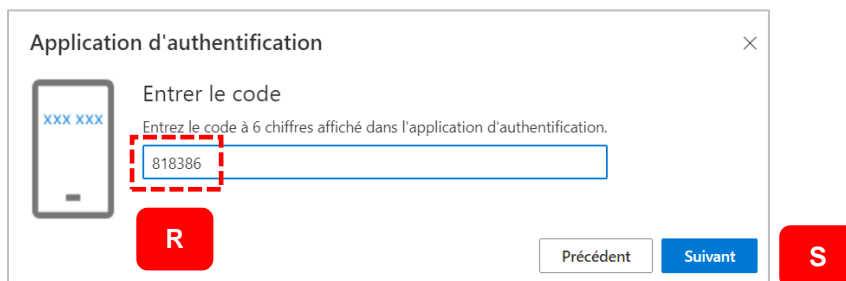 Application d'authentification
Entrer le code
xxx xxx
Entrez le code à 6 chiffres affiché dans l'application d'authentification.
818386
R
Précédent
Suivant
S